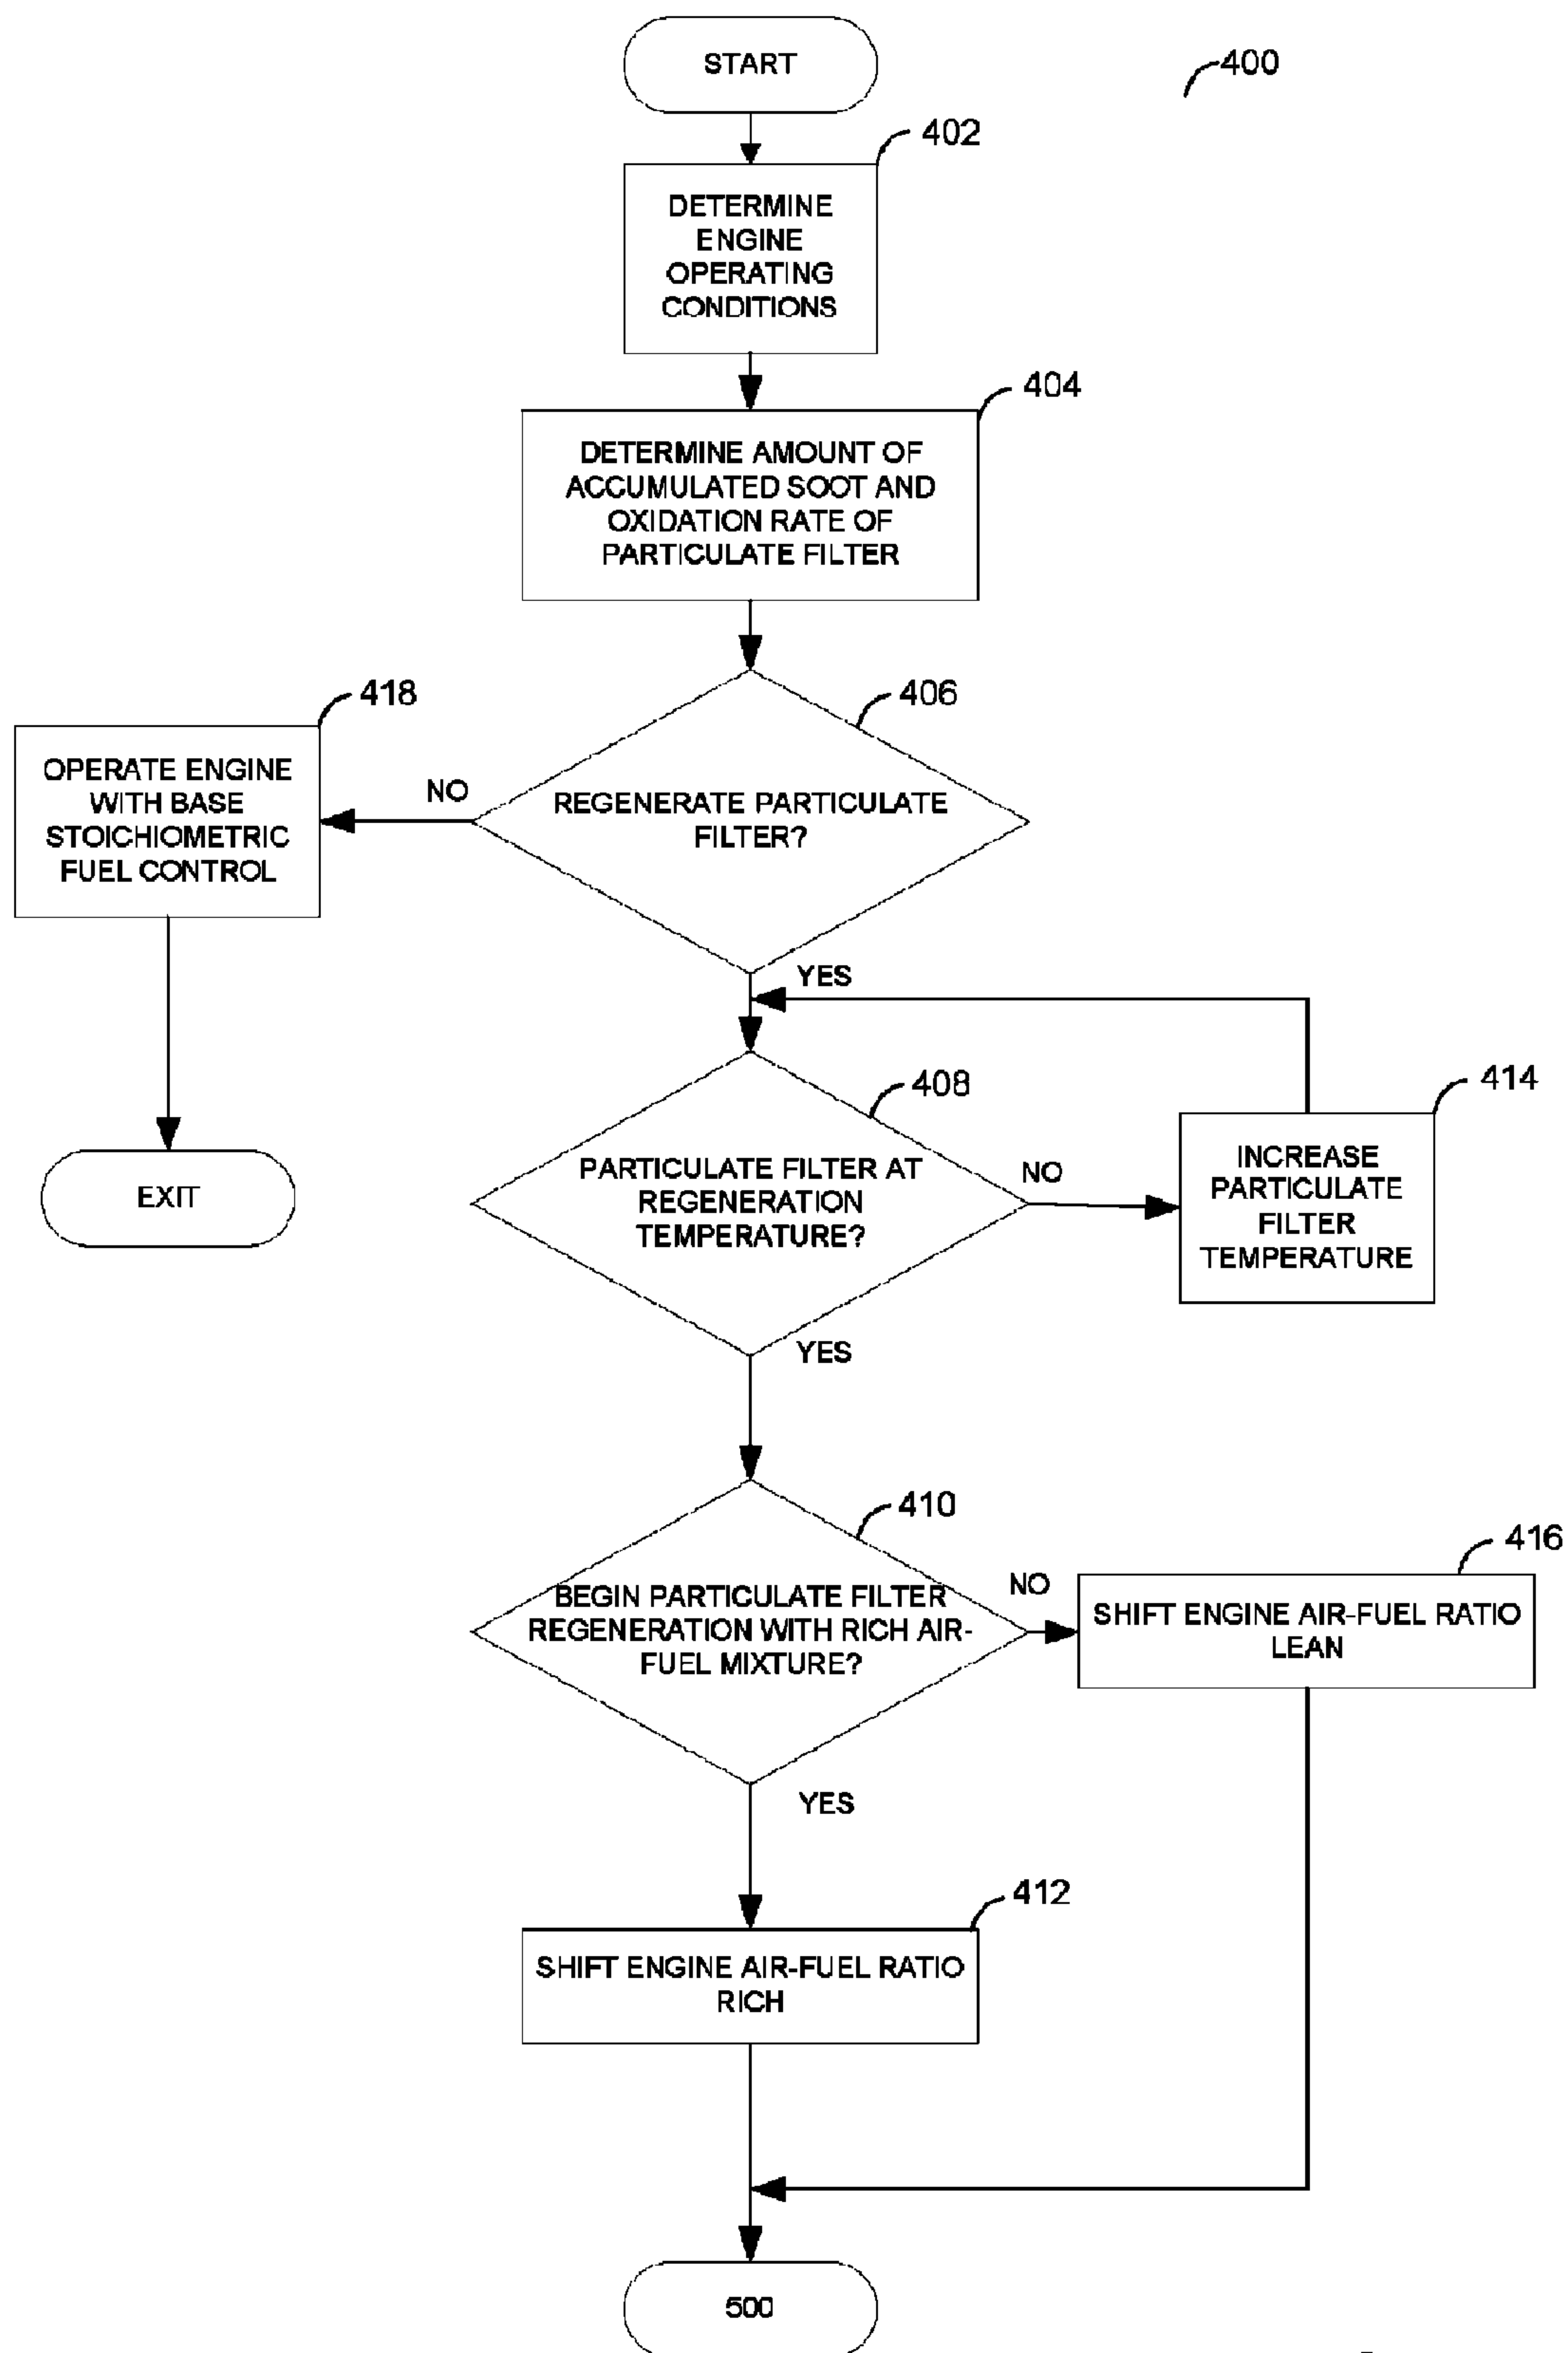 START
400
402
DETERMINE
ENGINE
OPERATING
CONDITIONS
404
DETERMINE AMOUNT OF
ACCUMULATED SOOT AND
OXIDATION RATE OF
PARTICULATE FILTER
406
REGENERATE PARTICULATE
FILTER?
NO
418
OPERATE ENGINE
WITH BASE
STOICHIOMETRIC
FUEL CONTROL
EXIT
YES
408
PARTICULATE FILTER AT
REGENERATION
TEMPERATURE?
NO
414
INCREASE
PARTICULATE
FILTER
TEMPERATURE
YES
410
BEGIN PARTICULATE FILTER
REGENERATION WITH RICH AIR-
FUEL MIXTURE?
NO
416
SHIFT ENGINE AIR-FUEL RATIO
LEAN
YES
412
SHIFT ENGINE AIR-FUEL RATIO
RICH
500